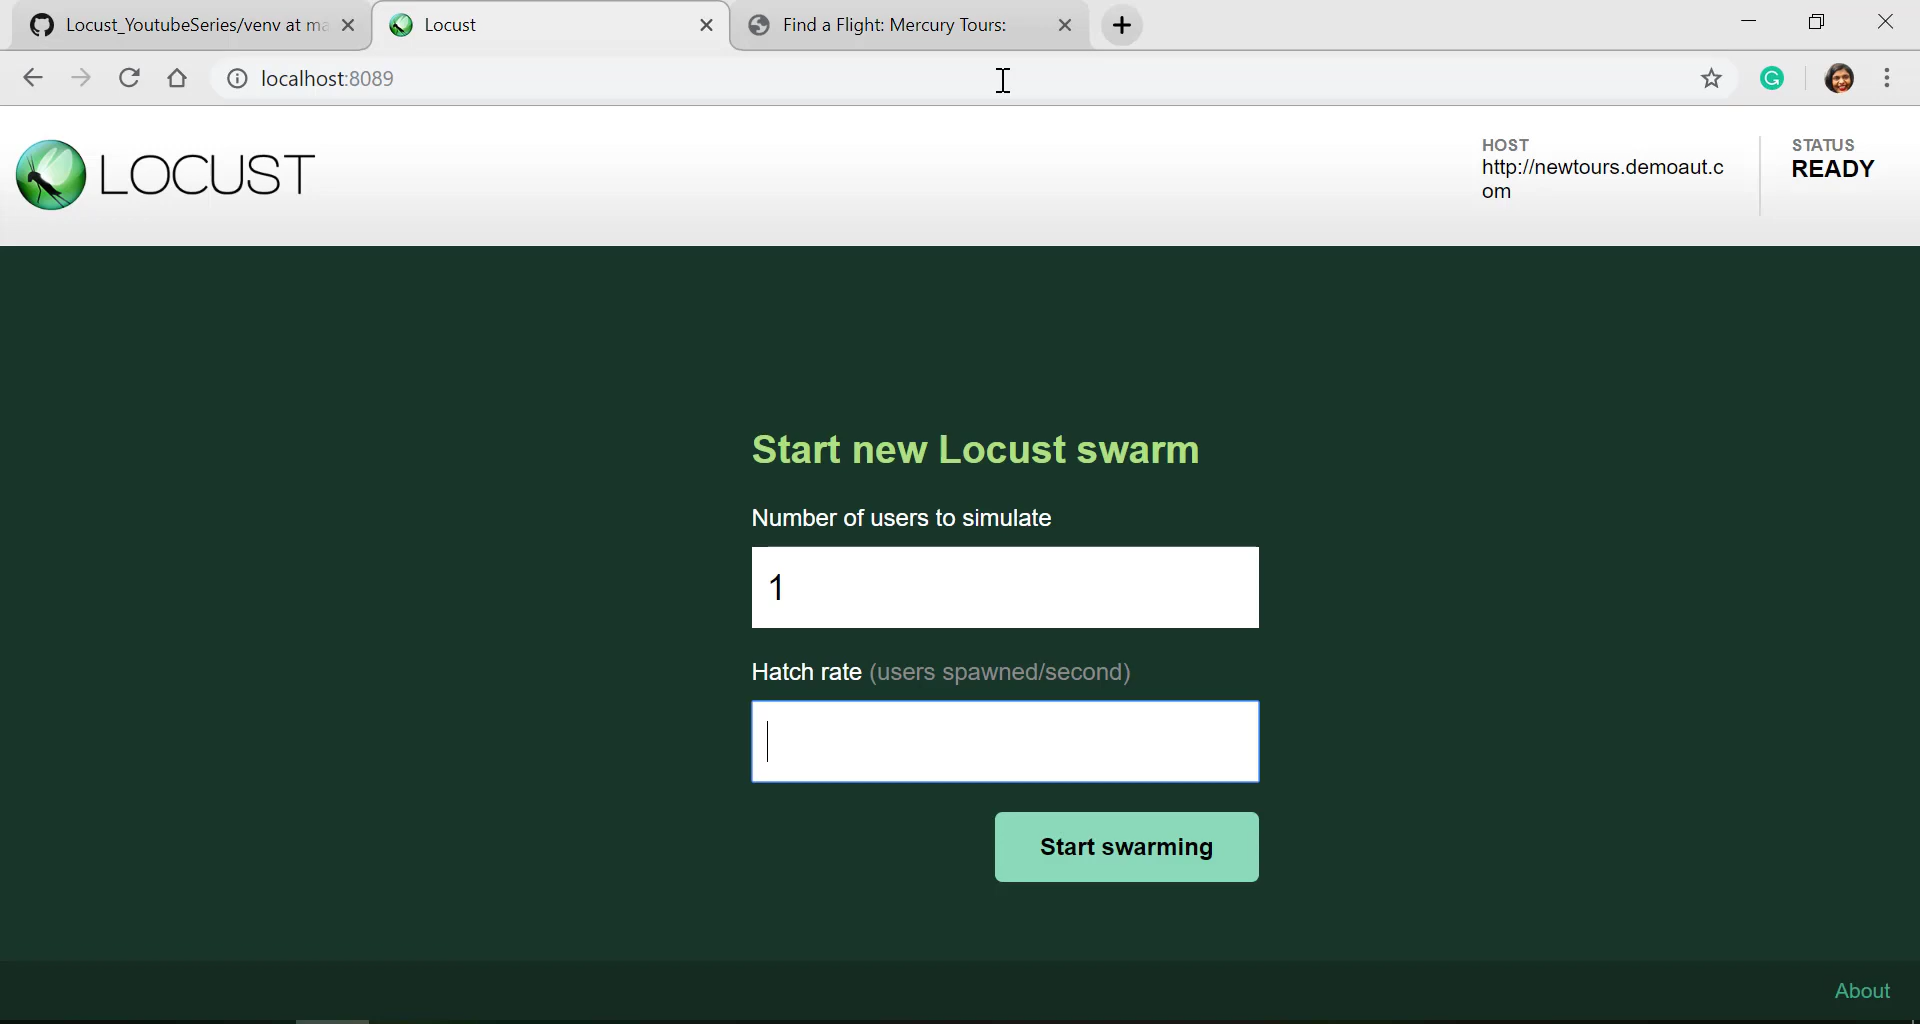 Locust_YoutubeSeries/venv at ma
Locust
Find a Flight: Mercury Tours:
localhost:8089
LOCUST
HOST
http://newtours.demoaut.c
om
STATUS
READY
Start new Locust swarm
Number of users to simulate
1
Hatch rate (users spawned/second)
Start swarming
About